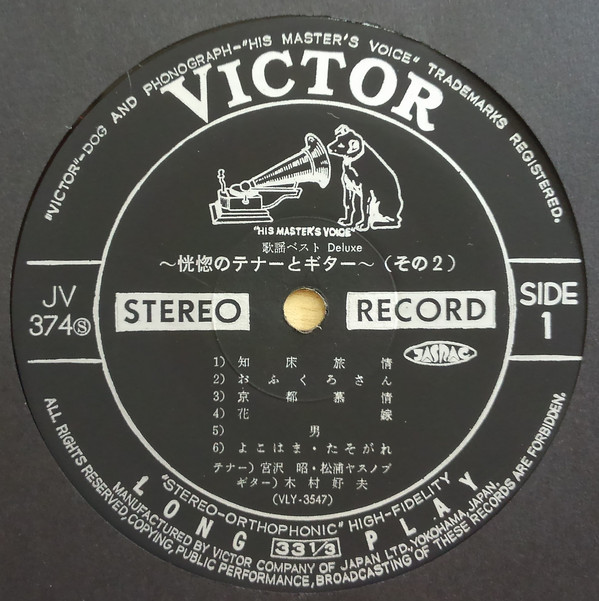 "VICTOR"-DOG AND PHONOGRAPH-"HIS MASTER'S VOICE" TRADEMARKS REGISTERED.
VICTOR
"HIS MASTER'S VOICE"
歌謡ベスト Deluxe
～恍惚のテナーとギター～（その2）
JV
374Ⓢ
STEREO
RECORD
SIDE
1
JASRAC
1) 知床旅情
2) おふくろさん
3) 京都慕情
4) 花嫁
5) 男
6) よこはま・たそがれ
テナー）宮沢 昭・松浦ヤスノブ
ギター）木村好夫
(VLY-3547)
"STEREO-ORTHOPHONIC" HIGH-FIDELITY
LONG 33 1/3 PLAY
MANUFACTURED BY VICTOR COMPANY OF JAPAN LTD., YOKOHAMA, JAPAN.
ALL RIGHTS RESERVED, COPYING, PUBLIC PERFORMANCE, BROADCASTING OF THESE RECORDS ARE FORBIDDEN.